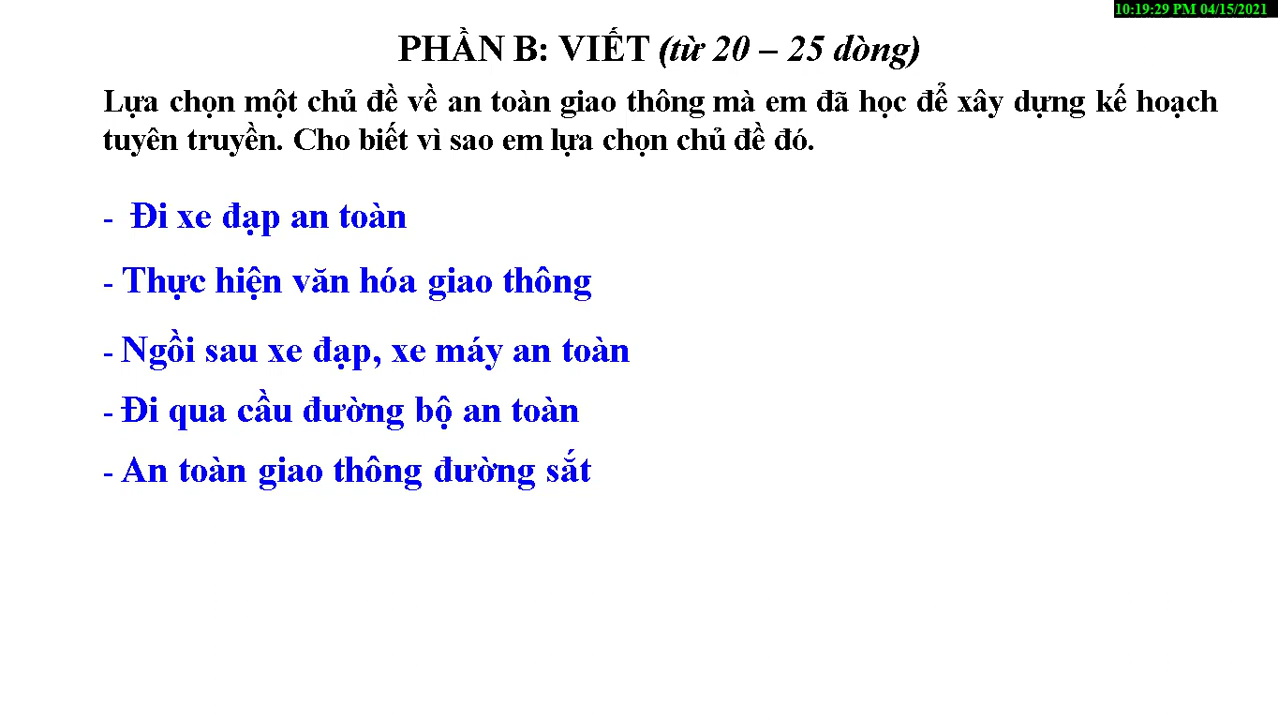 10:19:29 PM 04/15/2021
PHẦN B: VIẾT (từ 20 – 25 dòng)
Lựa chọn một chủ đề về an toàn giao thông mà em đã học để xây dựng kế hoạch
tuyên truyền. Cho biết vì sao em lựa chọn chủ đề đó.
- Đi xe đạp an toàn
- Thực hiện văn hóa giao thông
- Ngồi sau xe đạp, xe máy an toàn
- Đi qua cầu đường bộ an toàn
- An toàn giao thông đường sắt